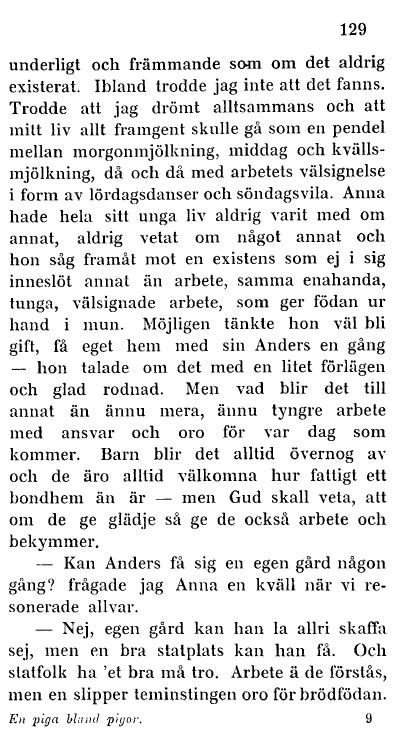 129
underligt och främmande som om det aldrig
existerat. Ibland trodde jag inte att det fanns.
Trodde att jag drömt alltsammans och att
mitt liv allt framgent skulle gå som en pendel
mellan morgonmjölkning, middag och kvälls-
mjölkning, då och då med arbetets välsignelse
i form av lördagsdanser och söndagsvila. Anna
hade hela sitt unga liv aldrig varit med om
annat, aldrig vetat om något annat och
hon såg framåt mot en existens som ej i sig
inneslöt annat än arbete, samma enahanda,
tunga, välsignade arbete, som ger födan ur
hand i mun. Möjligen tänkte hon väl bli
gift, få eget hem med sin Anders en gång
— hon talade om det med en litet förlägen
och glad rodnad. Men vad blir det till
annat än ännu mera, ännu tyngre arbete
med ansvar och oro för var dag som
kommer. Barn blir det alltid övernog av
och de äro alltid välkomna hur fattigt ett
bondhem än är — men Gud skall veta, att
om de ge glädje så ge de också arbete och
bekymmer.
— Kan Anders få sig en egen gård någon
gång? frågade jag Anna en kväll när vi re-
sonerade allvar.
— Nej, egen gård kan han la allri skaffa
sej, men en bra statplats kan han få. Och
statfolk ha 'et bra må tro. Arbete ä de förstås,
men en slipper teminstingen oro för brödfödan.
En piga bland pigor. 9